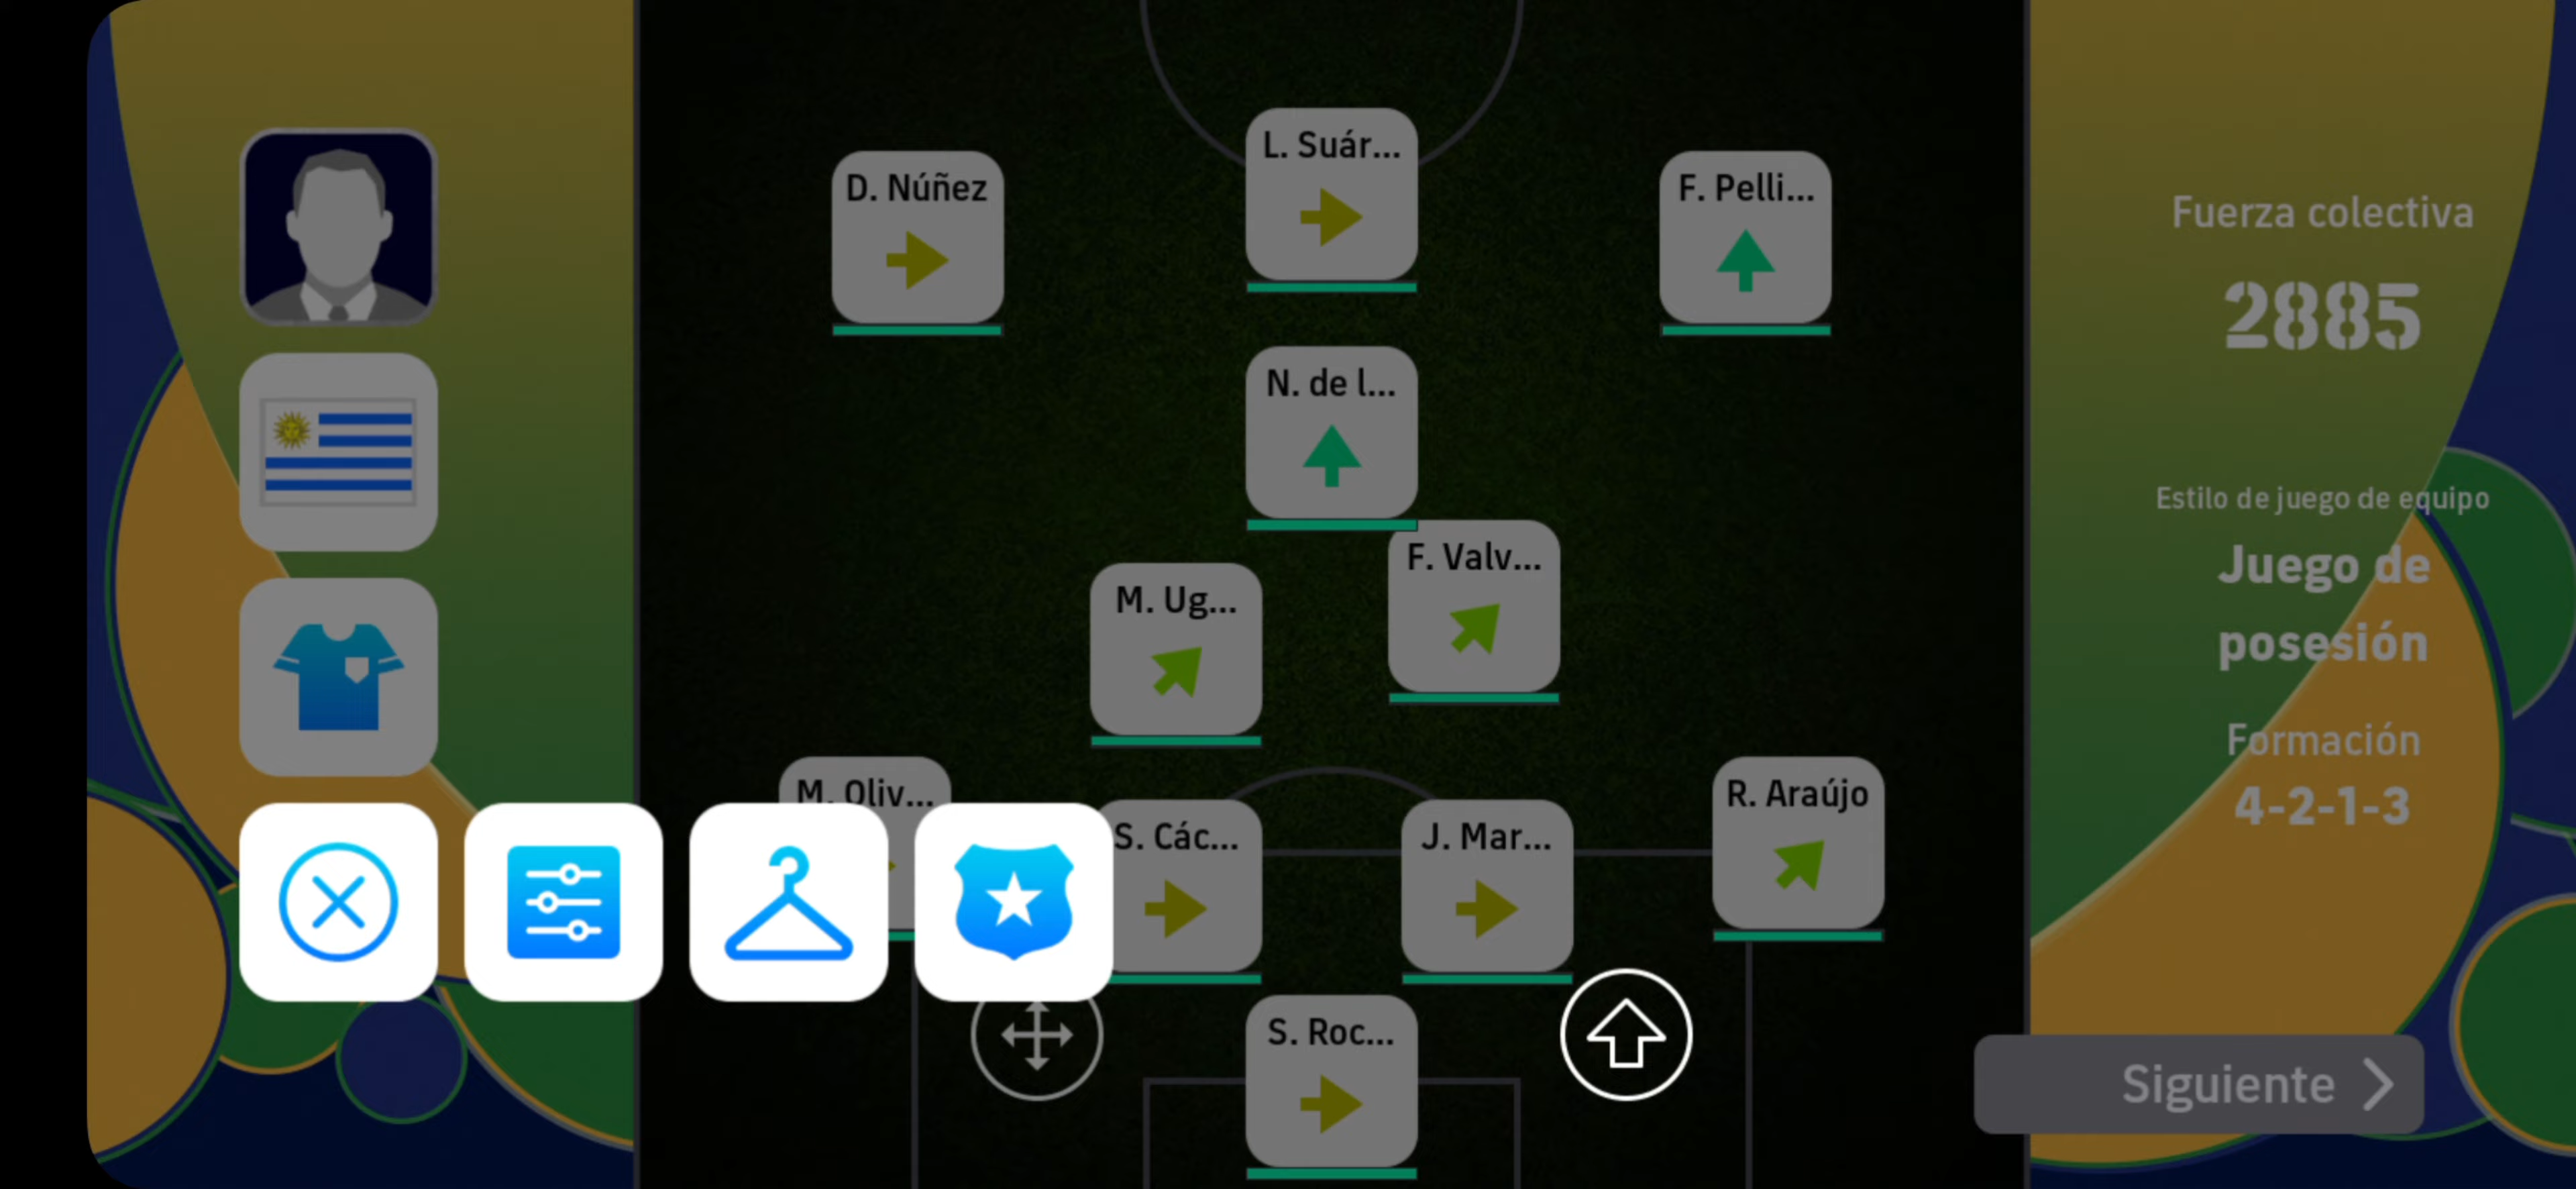 L. Suár...
D. Núñez
F. Pelli...
N. de l...
F. Valv...
M. Ug...
M. Oliv...
R. Araújo
S. Các...
J. Mar...
S. Roc...
Fuerza colectiva
2885
Estilo de juego de equipo
Juego de
posesión
Formación
4-2-1-3
Siguiente